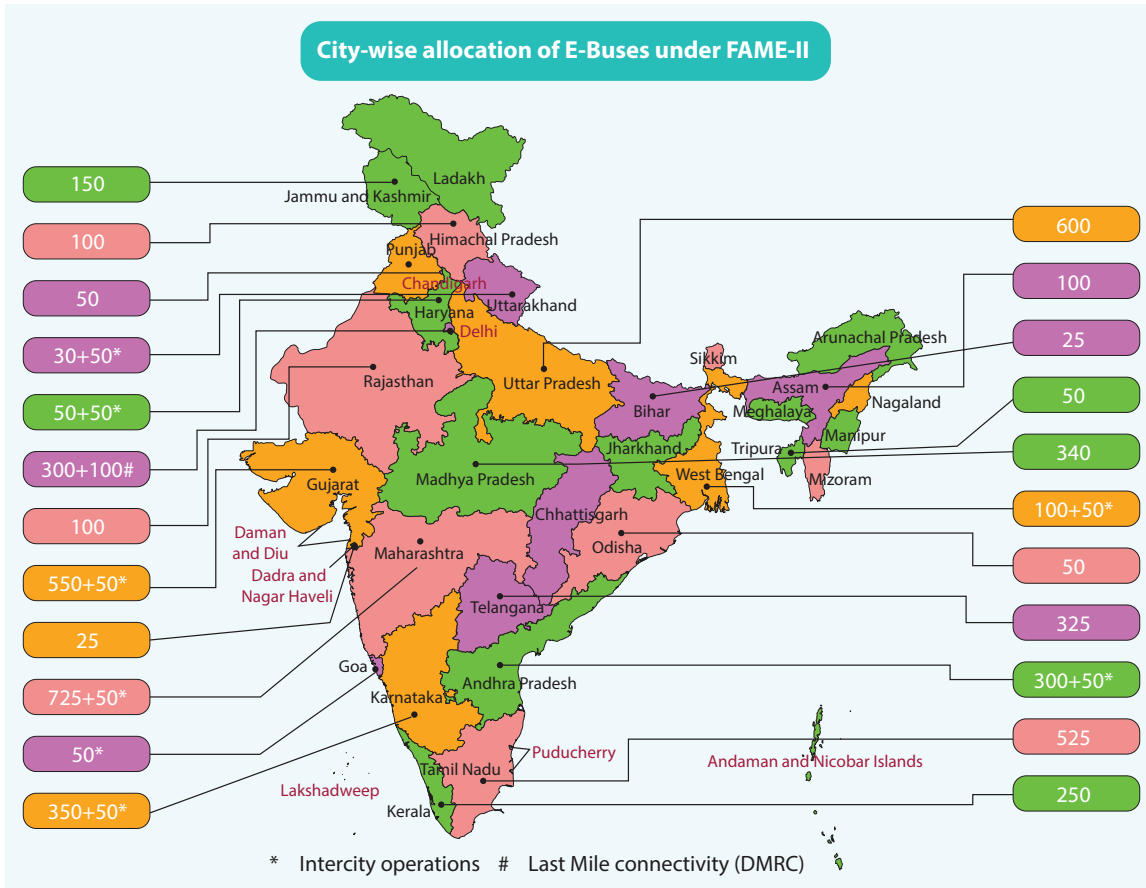 City-wise allocation of E-Buses under FAME-II
150
100
50
30+50*
50+50*
300+100#
100
550+50*
25
725+50*
50*
350+50*
Ladakh
Jammu and Kashmir
Himachal Pradesh
Punjab
Chandigarh
Uttarakhand
Haryana
Delhi
Rajasthan
Uttar Pradesh
Sikkim
Arunachal Pradesh
Assam
Nagaland
Meghalaya
Manipur
Bihar
Tripura
Mizoram
Jharkhand
West Bengal
Madhya Pradesh
Gujarat
Chhattisgarh
Daman
and Diu
Dadra and
Nagar Haveli
Maharashtra
Odisha
Telangana
Goa
Karnataka
Andhra Pradesh
Puducherry
Tamil Nadu
Lakshadweep
Kerala
Andaman and Nicobar Islands
600
100
25
50
340
100+50*
50
325
300+50*
525
250
* Intercity operations # Last Mile connectivity (DMRC)